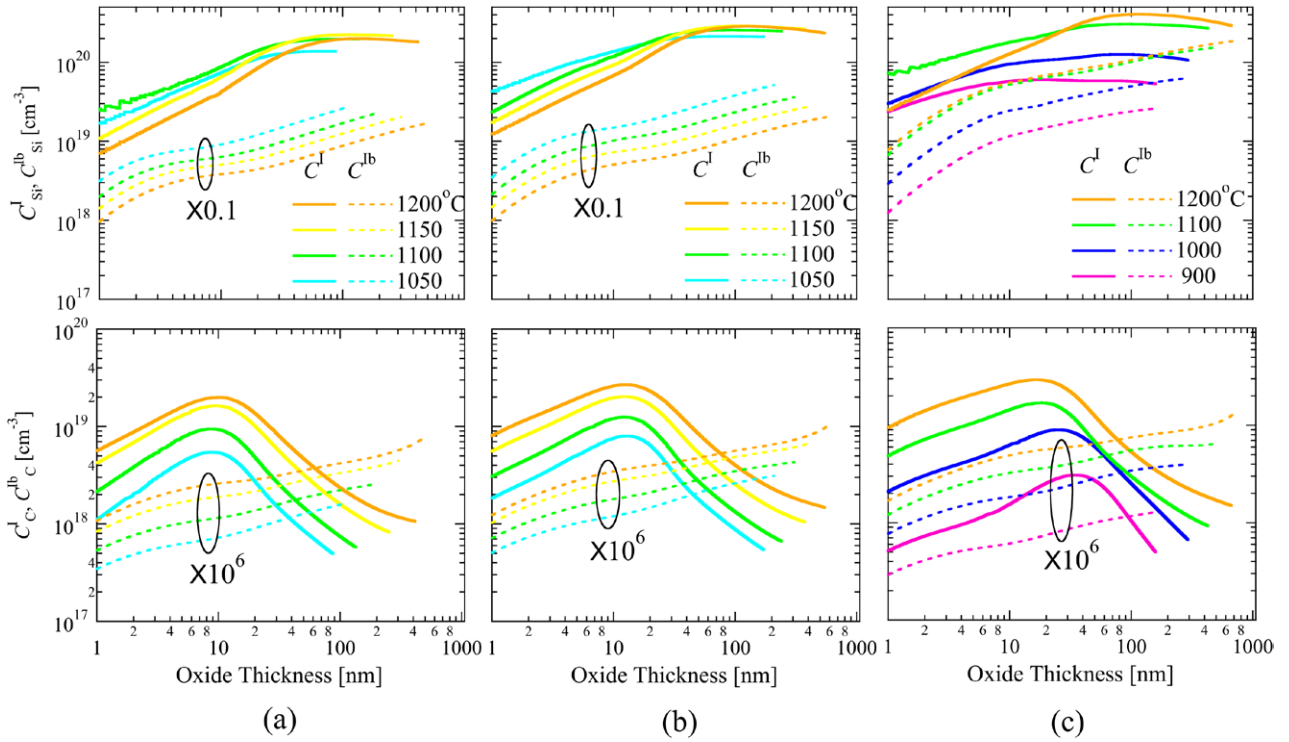 C^I_Si, C^Ib_Si [cm^-3]
10^20
10^19
10^18
10^17
X0.1
C^I C^Ib
1200°C
1150
1100
1050
X0.1
C^I C^Ib
1200°C
1150
1100
1050
C^I C^Ib
1200°C
1100
1000
900
C^I_C, C^Ib_C [cm^-3]
10^20
4
2
10^19
4
2
10^18
4
2
10^17
X10^6
X10^6
X10^6
1 2 4 6 8 10 2 4 6 8 100 2 4 6 8 1000
1 2 4 6 8 10 2 4 6 8 100 2 4 6 8 1000
1 2 4 6 8 10 2 4 6 8 100 2 4 6 8 1000
Oxide Thickness [nm]
Oxide Thickness [nm]
Oxide Thickness [nm]
(a)
(b)
(c)